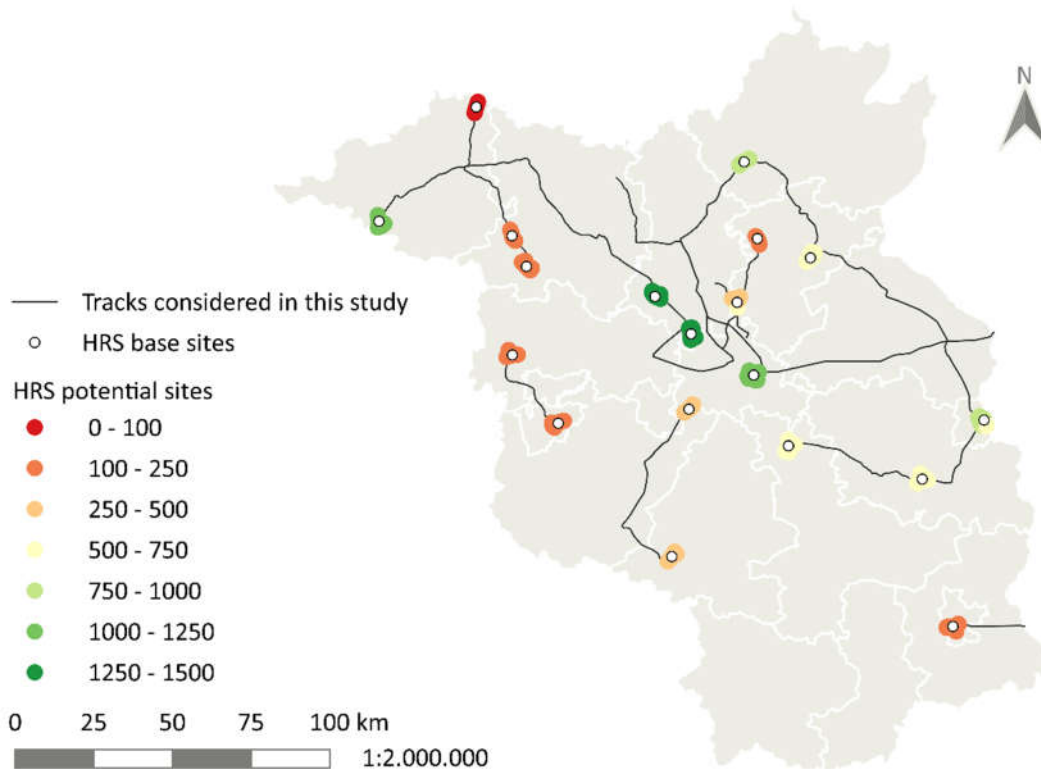 N
Tracks considered in this study
HRS base sites
HRS potential sites
0 - 100
100 - 250
250 - 500
500 - 750
750 - 1000
1000 - 1250
1250 - 1500
0 25 50 75 100 km
1:2.000.000